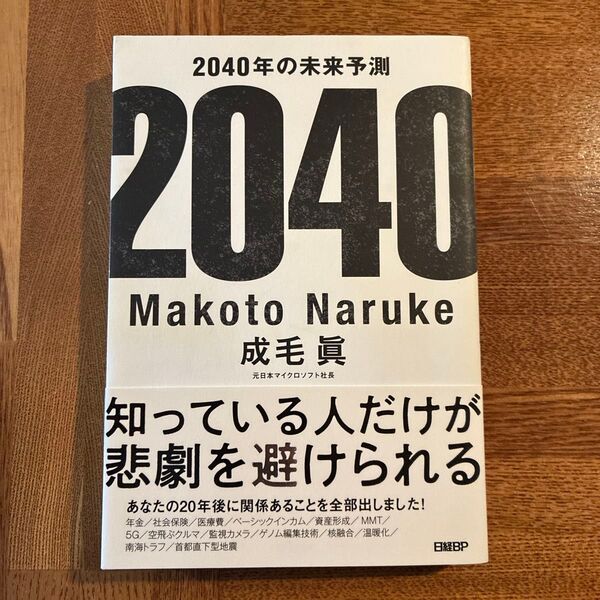 2040年の未来予測
2040
Makoto Naruke
成毛 眞
元日本マイクロソフト社長
知っている人だけが
悲劇を避けられる
あなたの20年後に関係あることを全部出しました!
年金/社会保険/医療費/ベーシックインカム/資産形成/MMT/
5G/空飛ぶクルマ/監視カメラ/ゲノム編集技術/核融合/温暖化/
南海トラフ/首都直下型地震
日経BP